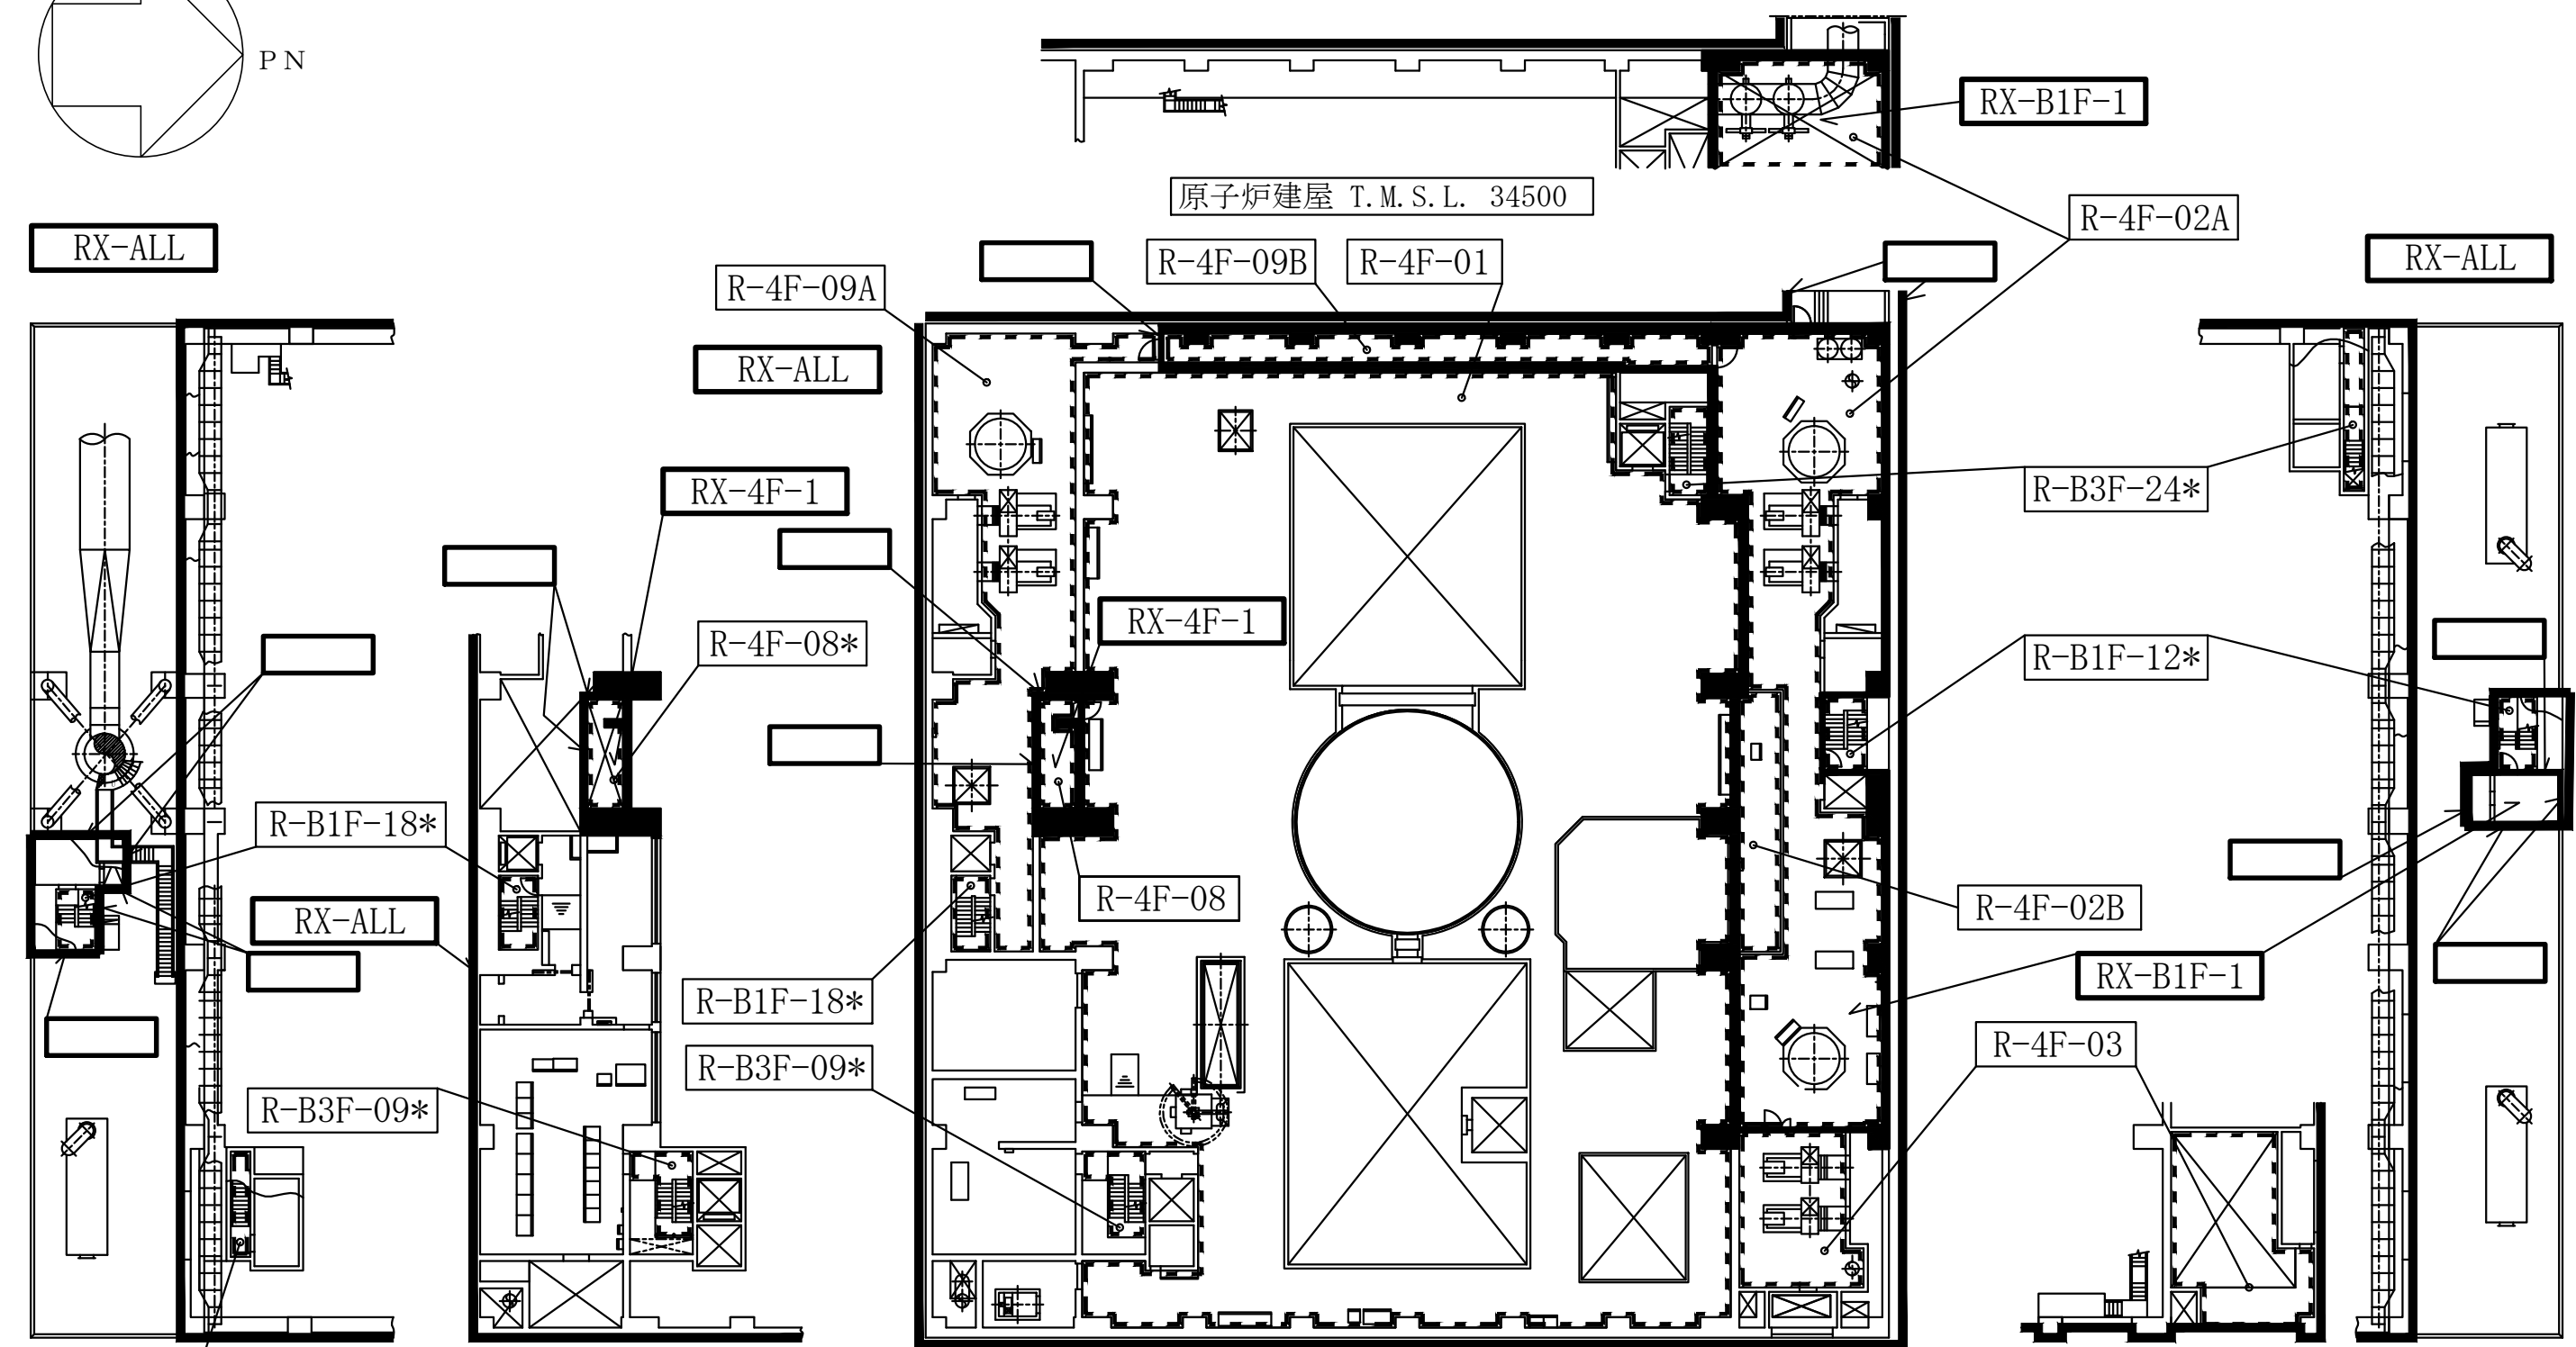 PN
RX-B1F-1
原子炉建屋 T.M.S.L. 34500
R-4F-02A
RX-ALL
R-4F-09B
R-4F-01
RX-ALL
R-4F-09A
RX-ALL
RX-4F-1
R-B3F-24*
RX-4F-1
R-4F-08*
R-B1F-12*
R-B1F-18*
R-4F-08
R-4F-02B
RX-ALL
RX-B1F-1
R-B1F-18*
R-4F-03
R-B3F-09*
R-B3F-09*